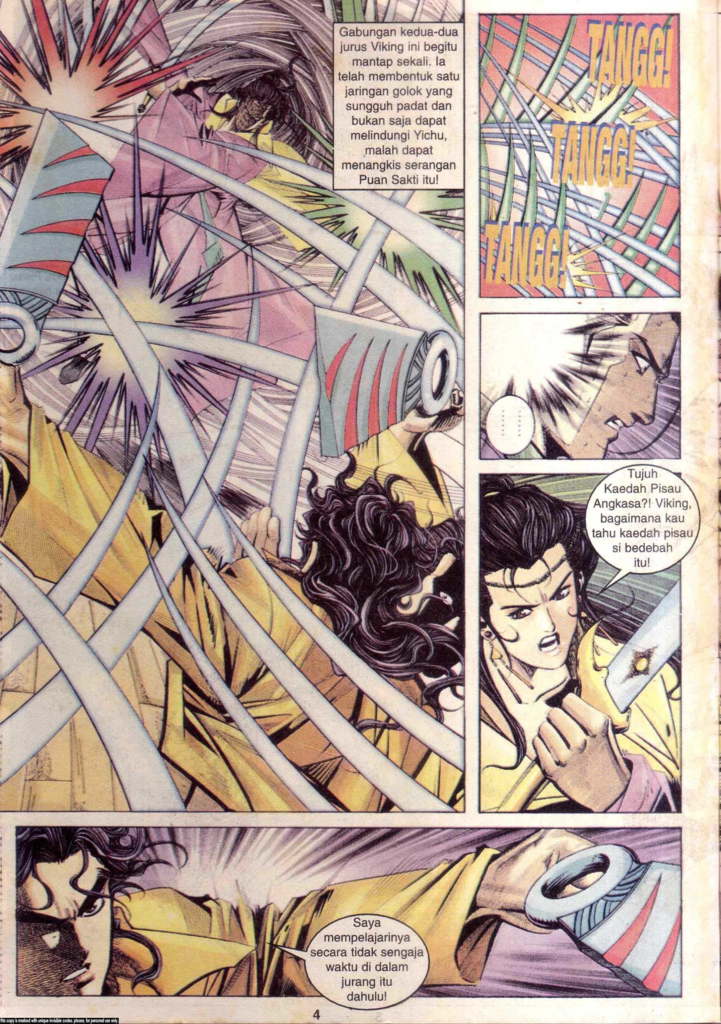 Gabungan kedua-dua
jurus Viking ini begitu
mantap sekali. Ia
telah membentuk satu
jaringan golok yang
sungguh padat dan
bukan saja dapat
melindungi Yichu,
malah dapat
menangkis serangan
Puan Sakti itu!
TANGG!
TANGG!
TANGG!
......
......
Tujuh
Kaedah Pisau
Angkasa?! Viking,
bagaimana kau
tahu kaedah pisau
si bedebah
itu!
Saya
mempelajarinya
secara tidak sengaja
waktu di dalam
jurang itu
dahulu!
4